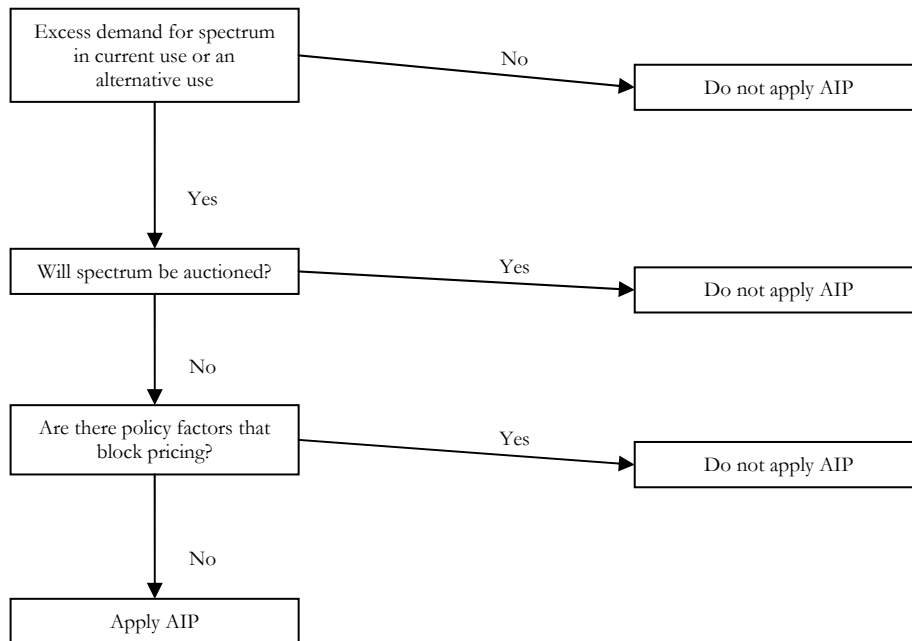 Excess demand for spectrum
in current use or an
alternative use
No
Do not apply AIP
Yes
Will spectrum be auctioned?
Yes
Do not apply AIP
No
Are there policy factors that
block pricing?
Yes
Do not apply AIP
No
Apply AIP